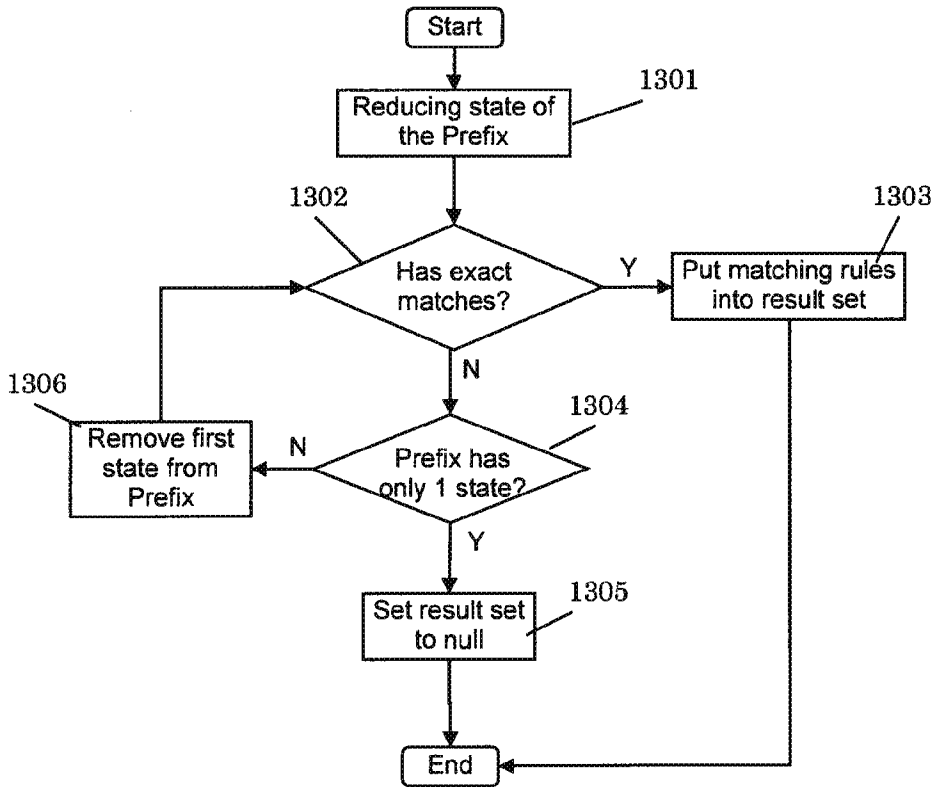 Start
1301
Reducing state of
the Prefix
1302
1303
Has exact
matches?
Y
Put matching rules
into result set
N
1306
1304
Remove first
state from
Prefix
N
Prefix has
only 1 state?
Y
1305
Set result set
to null
End